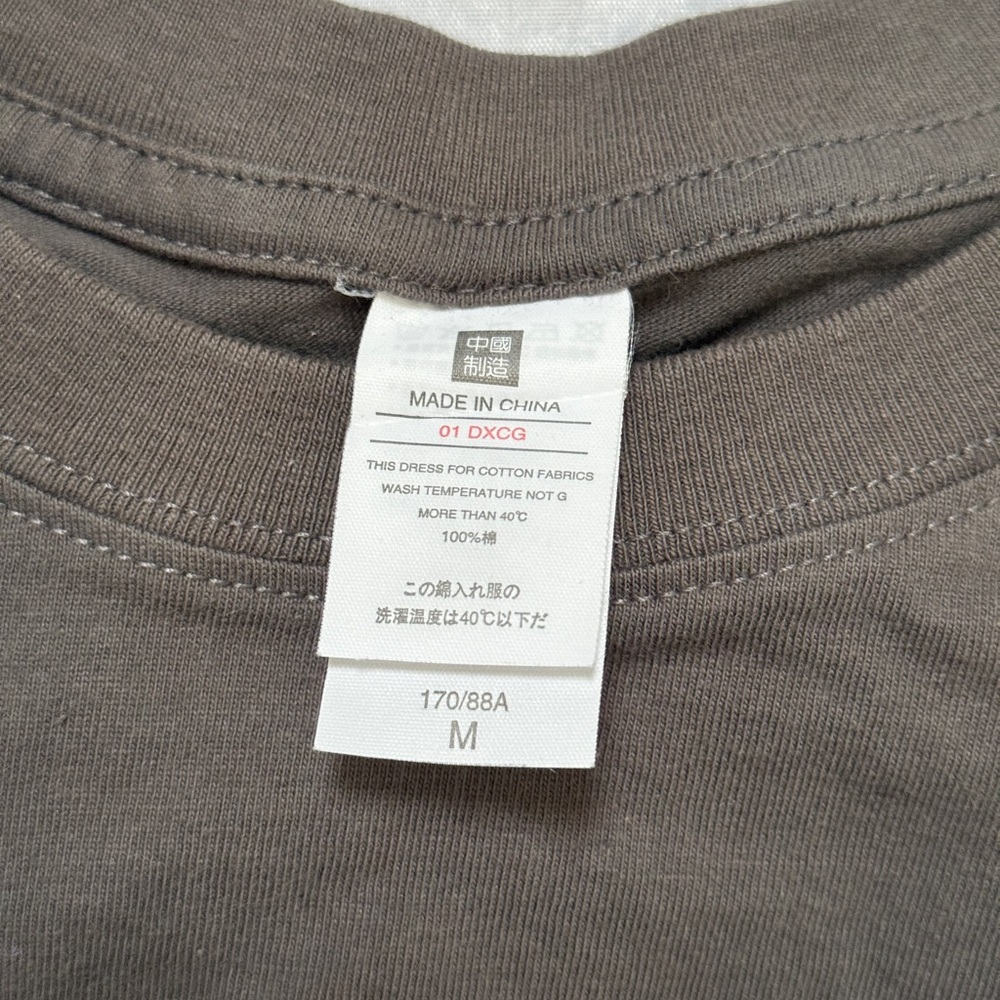 中國
制造
MADE IN CHINA
01 DXCG
THIS DRESS FOR COTTON FABRICS
WASH TEMPERATURE NOT G
MORE THAN 40℃
100%棉
この綿入れ服の
洗濯温度は40℃以下だ
170/88A
M